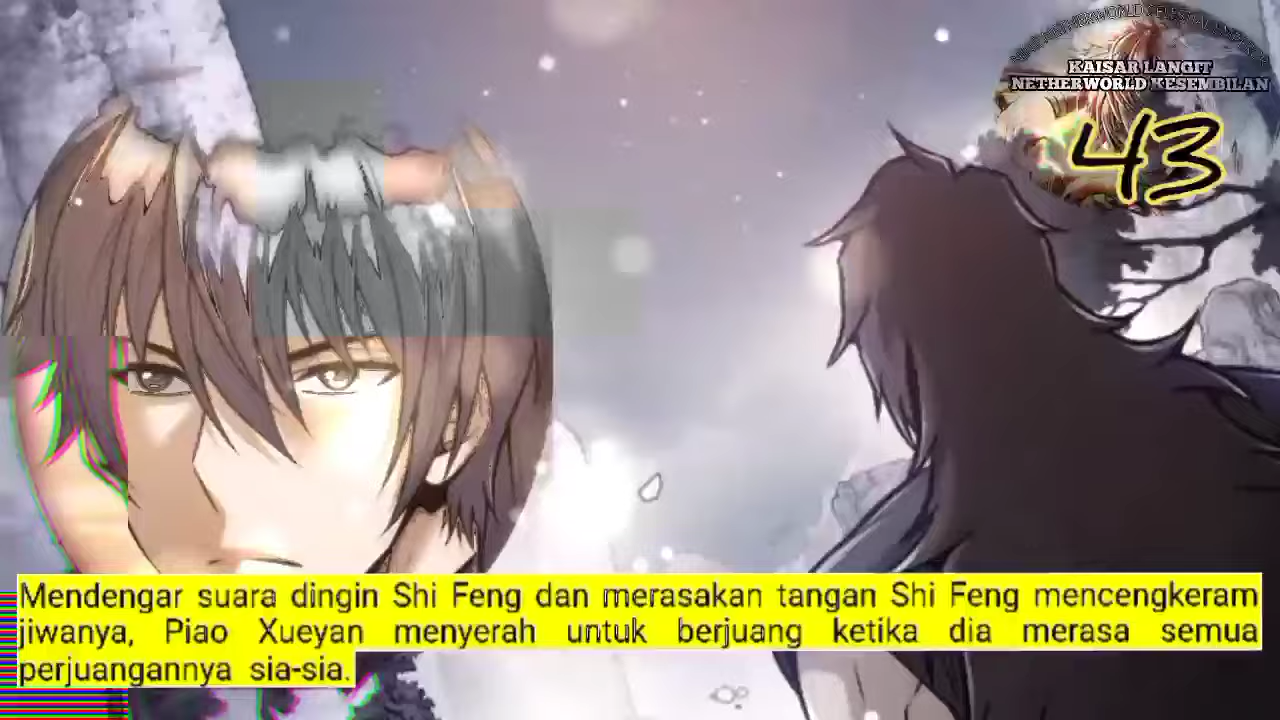 KAISAR LANGIT
NETHERWORLD KESEMBILAN
43
Mendengar suara dingin Shi Feng dan merasakan tangan Shi Feng mencengkeram
jiwanya, Piao Xueyan menyerah untuk berjuang ketika dia merasa semua
perjuangannya sia-sia.